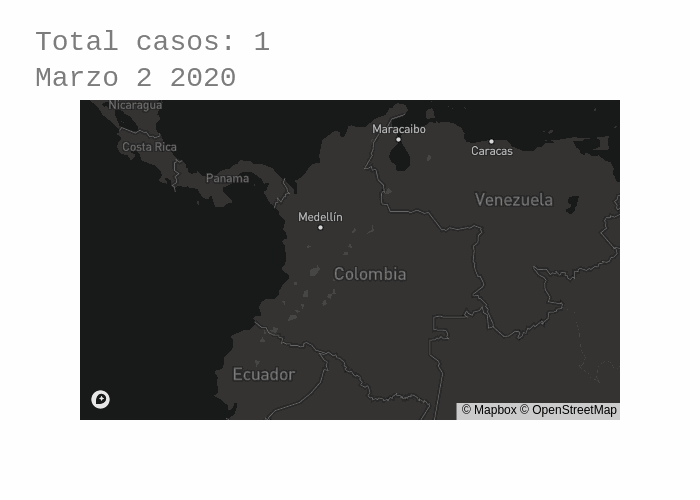 Total casos: 1
Marzo 2 2020
Nicaragua
Maracaibo
Costa Rica
Caracas
Panama
Venezuela
Medellín
Colombia
Ecuador
© Mapbox © OpenStreetMap